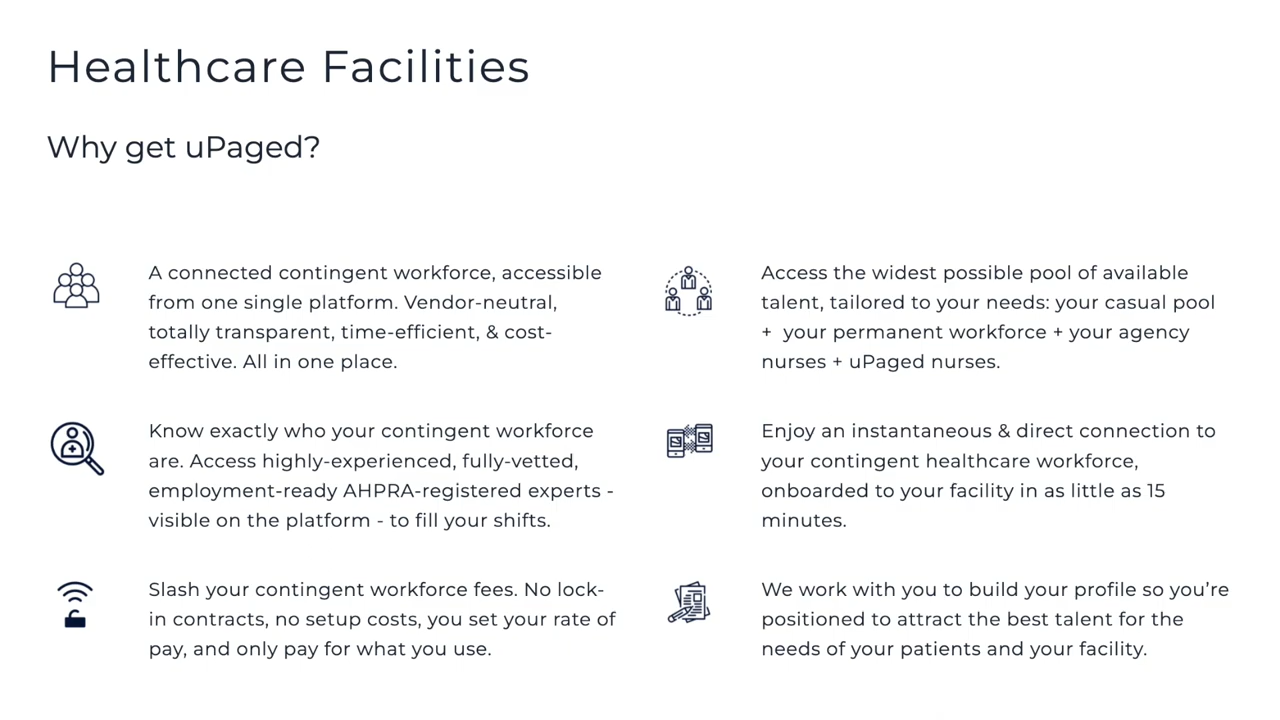 Healthcare Facilities
Why get uPaged?
A connected contingent workforce, accessible
from one single platform. Vendor-neutral,
totally transparent, time-efficient, & cost-
effective. All in one place.
Access the widest possible pool of available
talent, tailored to your needs: your casual pool
+ your permanent workforce + your agency
nurses + uPaged nurses.
Know exactly who your contingent workforce
are. Access highly-experienced, fully-vetted,
employment-ready AHPRA-registered experts -
visible on the platform - to fill your shifts.
Enjoy an instantaneous & direct connection to
your contingent healthcare workforce,
onboarded to your facility in as little as 15
minutes.
Slash your contingent workforce fees. No lock-
in contracts, no setup costs, you set your rate of
pay, and only pay for what you use.
We work with you to build your profile so you’re
positioned to attract the best talent for the
needs of your patients and your facility.